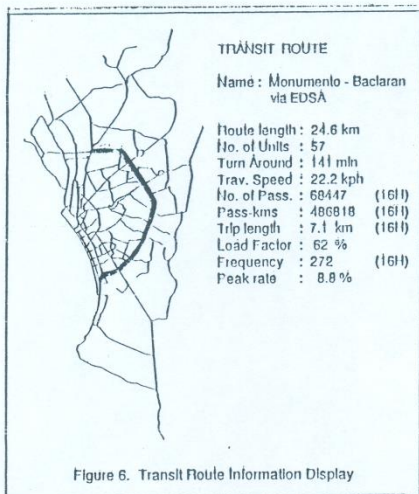 TRANSIT ROUTE
Name : Monumento - Baclaran
via EDSA
Route length : 24.6 km
No. of Units : 57
Turn Around : 141 min
Trav. Speed : 22.2 kph
No. of Pass. : 68447 (16H)
Pass-kms : 486818 (16H)
Trip length : 7.1 km (16H)
Load Factor : 62 %
Frequency : 272 (16H)
Peak rate : 8.8 %
Figure 6. Transit Route Information Display